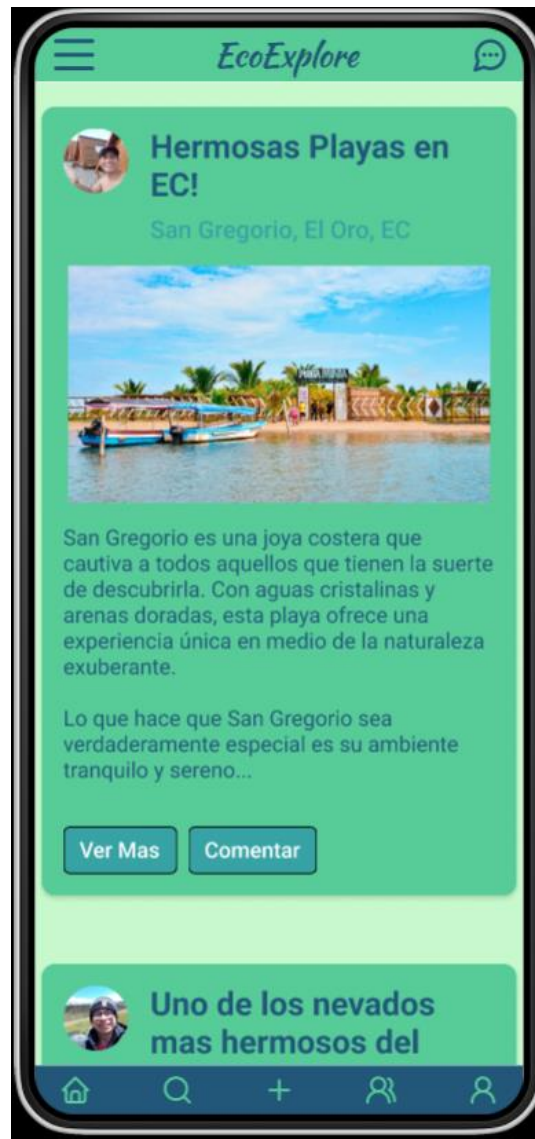 EcoExplore
Hermosas Playas en
EC!
San Gregorio, El Oro, EC
San Gregorio es una joya costera que
cautiva a todos aquellos que tienen la suerte
de descubrirla. Con aguas cristalinas y
arenas doradas, esta playa ofrece una
experiencia única en medio de la naturaleza
exuberante.
Lo que hace que San Gregorio sea
verdaderamente especial es su ambiente
tranquilo y sereno...
Ver Mas
Comentar
Uno de los nevados
mas hermosos del